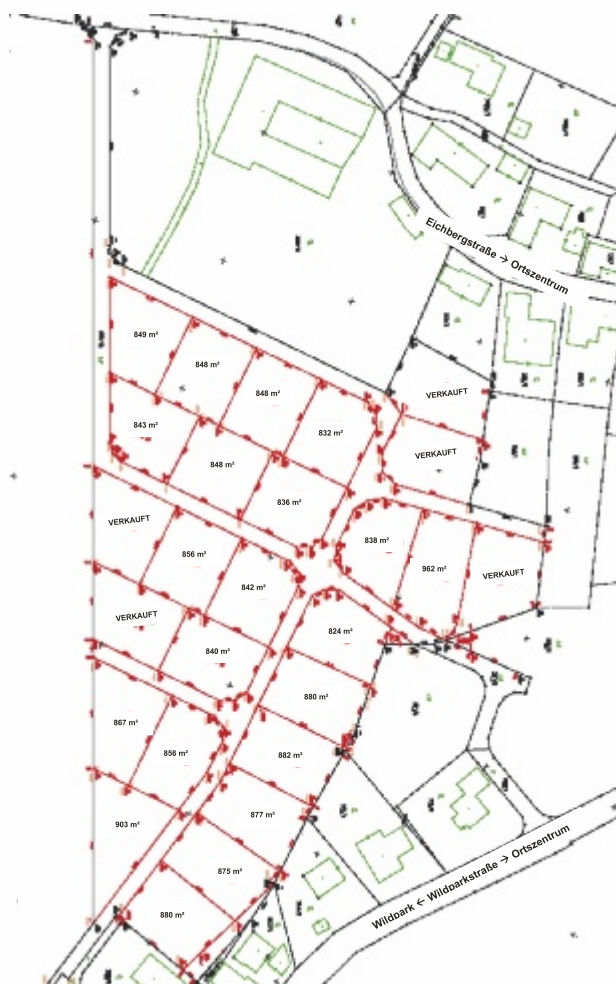 Eichbergstraße → Ortszentrum
849 m²
848 m²
848 m²
832 m²
VERKAUFT
843 m²
848 m²
836 m²
VERKAUFT
VERKAUFT
856 m²
842 m²
838 m²
962 m²
VERKAUFT
VERKAUFT
840 m²
824 m²
880 m²
867 m²
856 m²
882 m²
903 m²
877 m²
875 m²
880 m²
Wildbark ← Wildbarkstraße → Ortszentrum